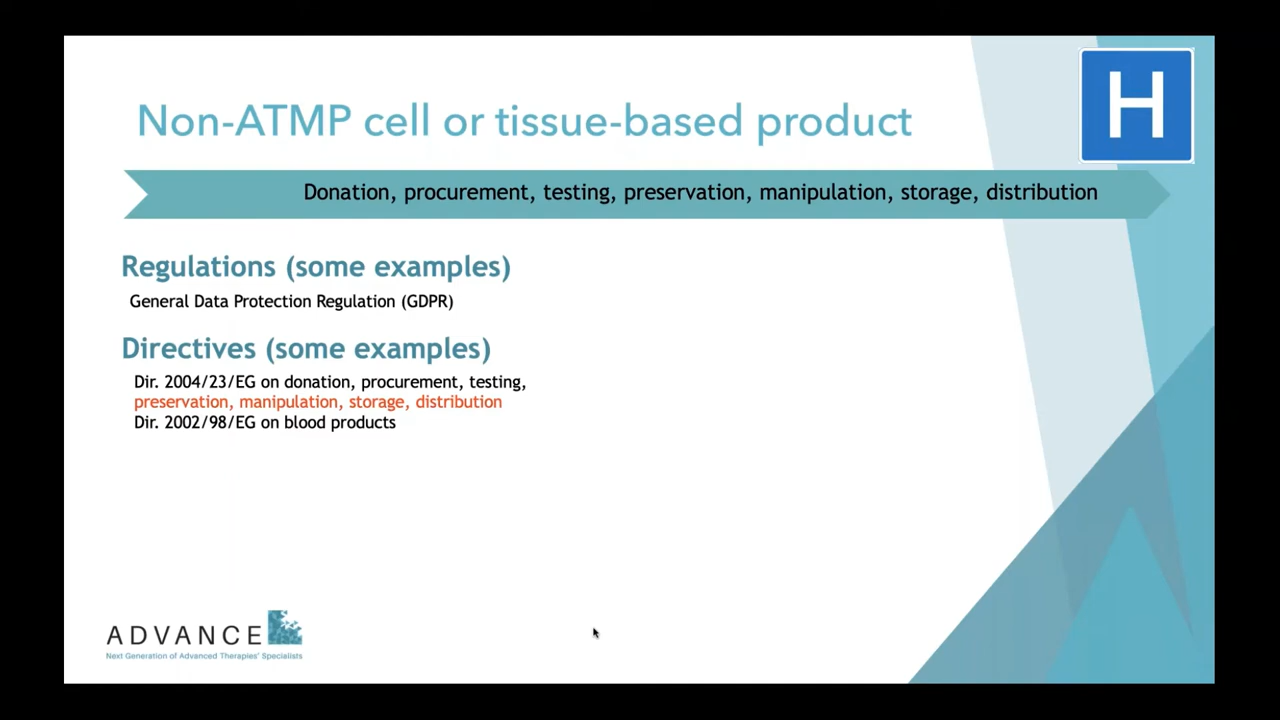 H
Non-ATMP cell or tissue-based product
Donation, procurement, testing, preservation, manipulation, storage, distribution
Regulations (some examples)
General Data Protection Regulation (GDPR)
Directives (some examples)
Dir. 2004/23/EG on donation, procurement, testing,
preservation, manipulation, storage, distribution
Dir. 2002/98/EG on blood products
ADVANCE
Next Generation of Advanced Therapies' Specialists